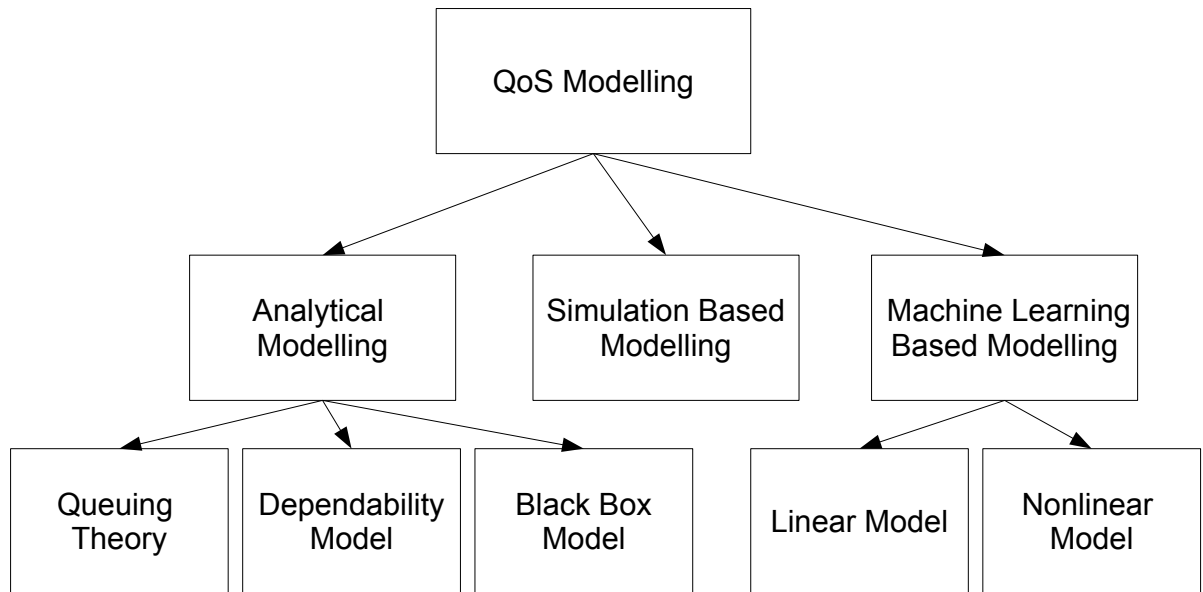 QoS Modelling
Analytical
Modelling
Simulation Based
Modelling
Machine Learning
Based Modelling
Queuing
Theory
Dependability
Model
Black Box
Model
Linear Model
Nonlinear
Model